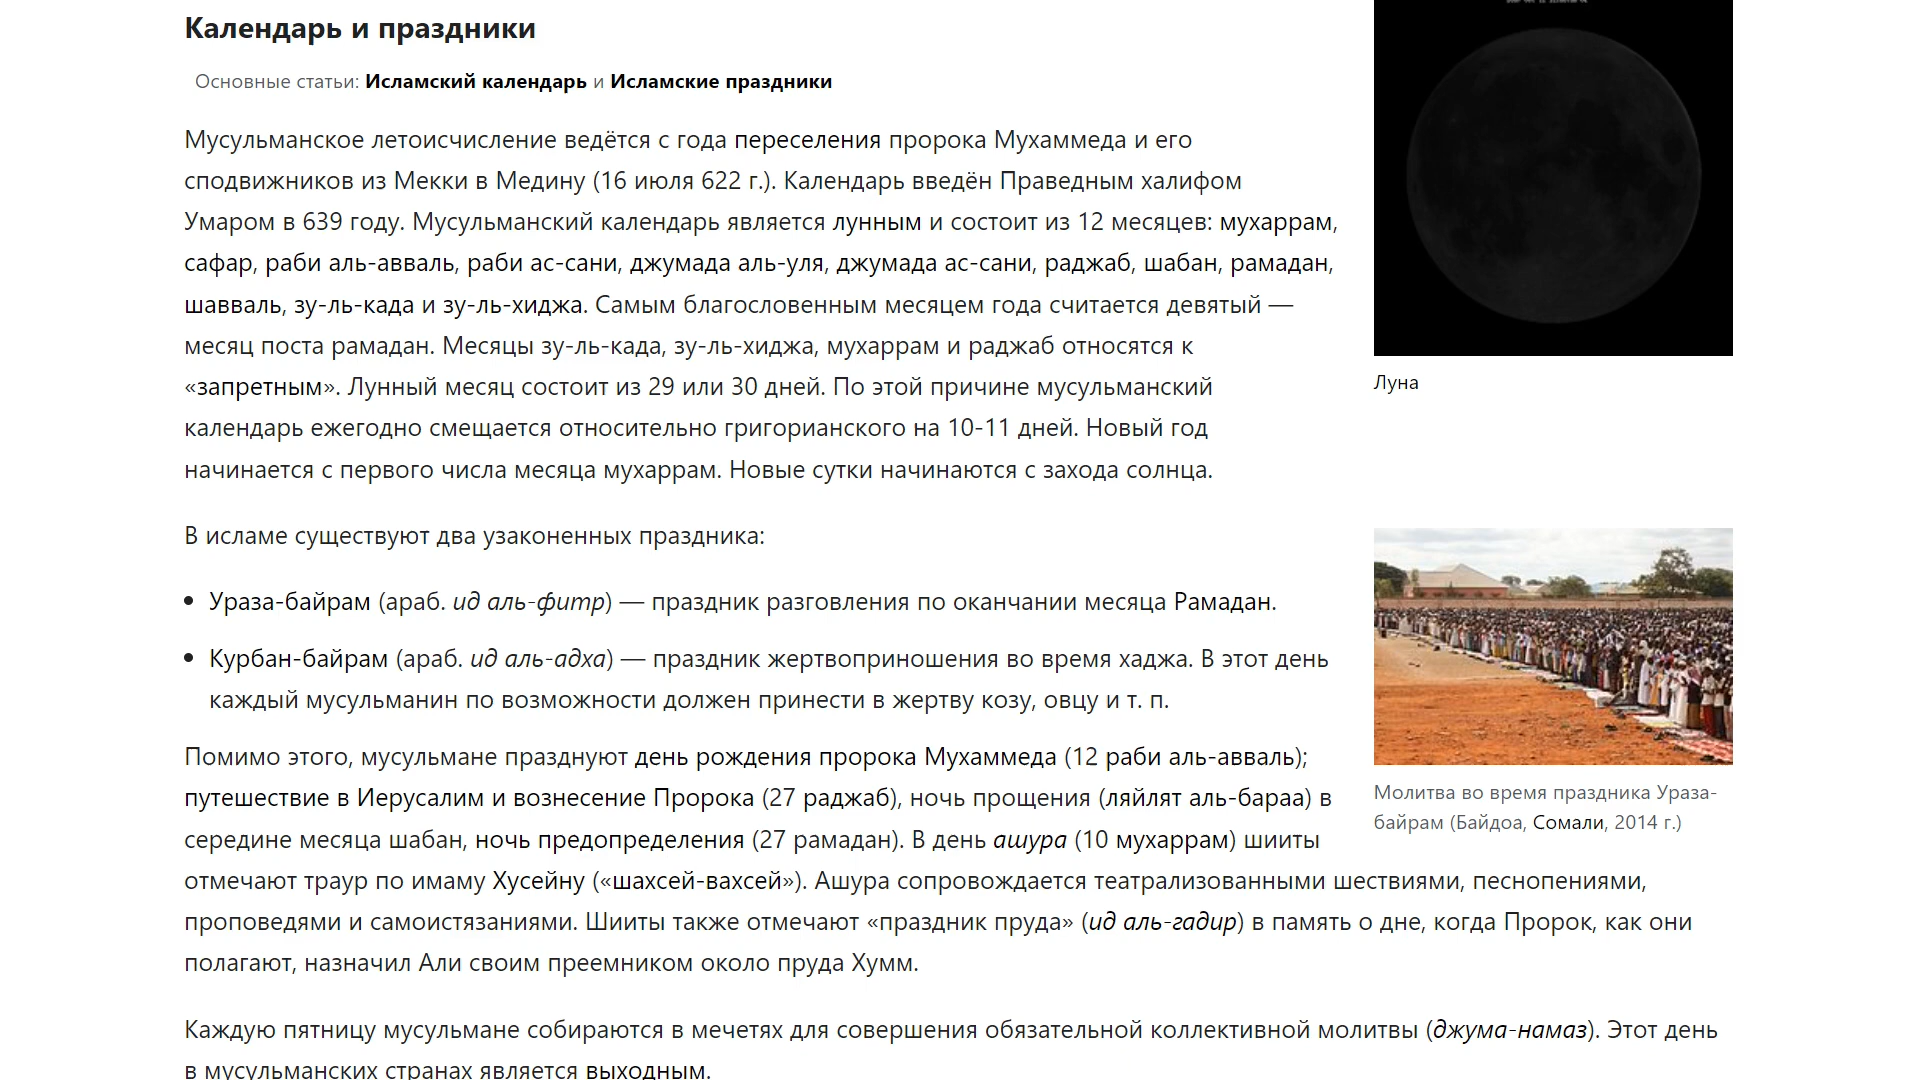 Календарь и праздники
Основные статьи: Исламский календарь и Исламские праздники
Мусульманское летоисчисление ведётся с года переселения пророка Мухаммеда и его
сподвижников из Мекки в Медину (16 июля 622 г.). Календарь введён Праведным халифом
Умаром в 639 году. Мусульманский календарь является лунным и состоит из 12 месяцев: мухаррам,
сафар, раби аль-авваль, раби ас-сани, джумада аль-уля, джумада ас-сани, раджаб, шабан, рамадан,
шавваль, зу-ль-када и зу-ль-хиджа. Самым благословенным месяцем года считается девятый —
месяц поста рамадан. Месяцы зу-ль-када, зу-ль-хиджа, мухаррам и раджаб относятся к
«запретным». Лунный месяц состоит из 29 или 30 дней. По этой причине мусульманский
календарь ежегодно смещается относительно григорианского на 10-11 дней. Новый год
начинается с первого числа месяца мухаррам. Новые сутки начинаются с захода солнца.
Луна
В исламе существуют два узаконенных праздника:
Ураза-байрам (араб. ид аль-фитр) — праздник разговления по окончании месяца Рамадан.
Курбан-байрам (араб. ид аль-адха) — праздник жертвоприношения во время хаджа. В этот день
каждый мусульманин по возможности должен принести в жертву козу, овцу и т. п.
Молитва во время праздника Ураза-
байрам (Байдоа, Сомали, 2014 г.)
Помимо этого, мусульмане празднуют день рождения пророка Мухаммеда (12 раби аль-авваль);
путешествие в Иерусалим и вознесение Пророка (27 раджаб), ночь прощения (ляйлят аль-бараа) в
середине месяца шабан, ночь предопределения (27 рамадан). В день ашура (10 мухаррам) шииты
отмечают траур по имаму Хусейну («шахсей-вахсей»). Ашура сопровождается театрализованными шествиями, песнопениями,
проповедями и самоистязаниями. Шииты также отмечают «праздник пруда» (ид аль-гадир) в память о дне, когда Пророк, как они
полагают, назначил Али своим преемником около пруда Хумм.
Каждую пятницу мусульмане собираются в мечетях для совершения обязательной коллективной молитвы (джума-намаз). Этот день
в мусульманских странах является выходным.